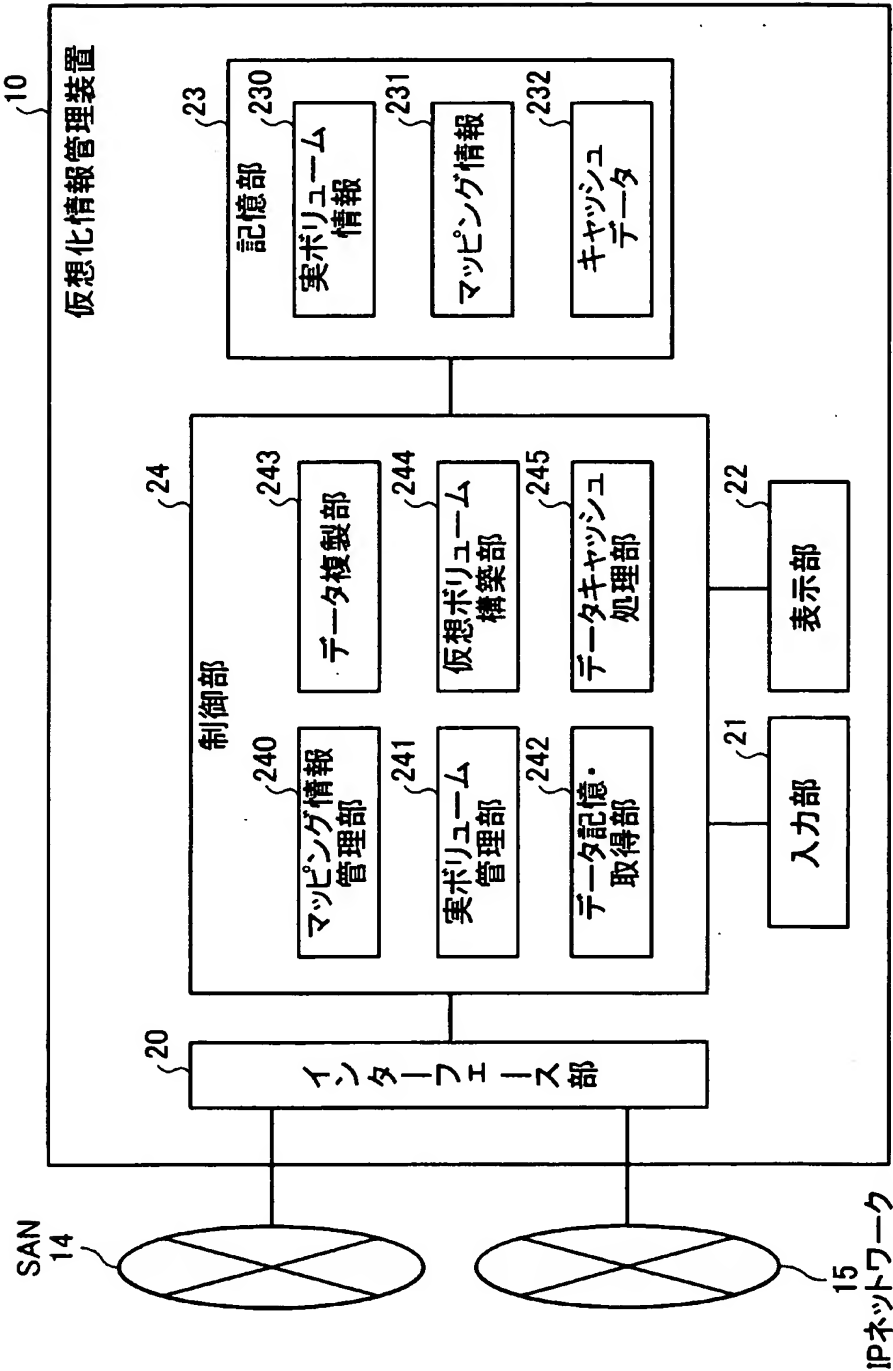 10
仮想化情報管理装置
SAN
14
15
IPネットワーク
20
インターフェース部
24
制御部
240
マッピング情報
管理部
241
実ボリューム
管理部
242
データ記憶・
取得部
243
データ複製部
244
仮想ボリューム
構築部
245
データキャッシュ
処理部
23
記憶部
230
実ボリューム
情報
231
マッピング情報
232
キャッシュ
データ
21
入力部
22
表示部